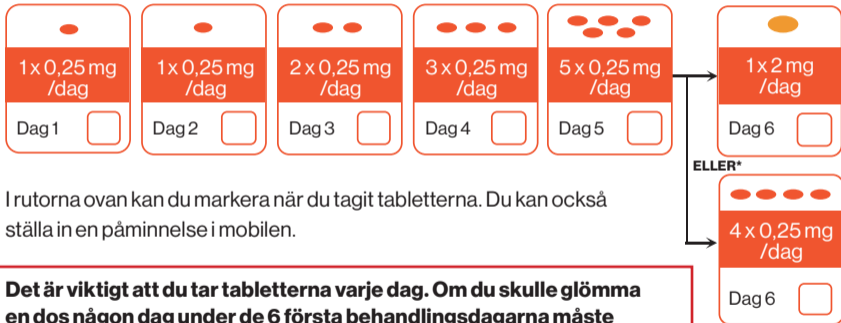 1 x 0,25 mg
/dag
Dag 1
1 x 0,25 mg
/dag
Dag 2
2 x 0,25 mg
/dag
Dag 3
3 x 0,25 mg
/dag
Dag 4
5 x 0,25 mg
/dag
Dag 5
1 x 2 mg
/dag
Dag 6
ELLER*
4 x 0,25 mg
/dag
Dag 6
I rutorna ovan kan du markera när du tagit tabletterna. Du kan också
ställa in en påminnelse i mobilen.
Det är viktigt att du tar tabletterna varje dag. Om du skulle glömma
en dos någon dag under de 6 första behandlingsdagarna måste